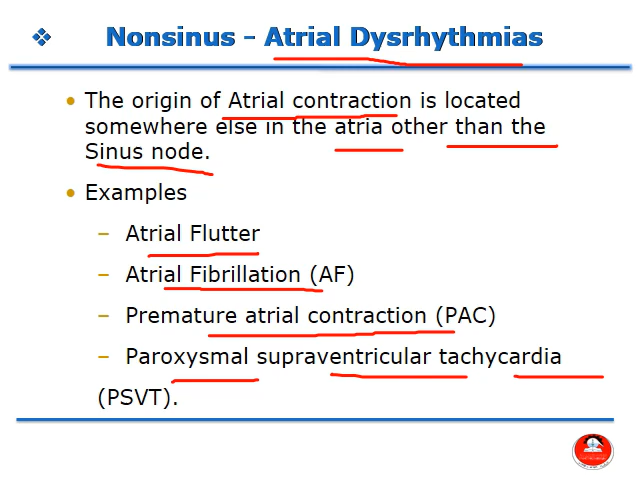 ❖ Nonsinus – Atrial Dysrhythmias
• The origin of Atrial contraction is located
somewhere else in the atria other than the
Sinus node.
• Examples
– Atrial Flutter
– Atrial Fibrillation (AF)
– Premature atrial contraction (PAC)
– Paroxysmal supraventricular tachycardia
(PSVT).